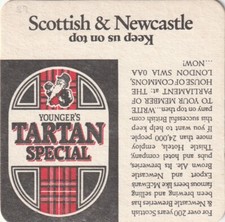 Scottish & Newcastle
Keep us on top
YOUNGER'S
TARTAN
SPECIAL
For over 200 years Scottish &
Newcastle Breweries have
been brewing and selling
famous beers like McEwan's
Export and Newcastle
Brown Ale. Its breweries,
pubs and hotel company,
Thistle Hotels, employ
more than 24,000 people.
If you want to help to keep
this successful British com-
pany on top then...WRITE
TO YOUR MEMBER OF
PARLIAMENT at: THE
HOUSE OF COMMONS,
LONDON SW1A 0AA
...NOW!